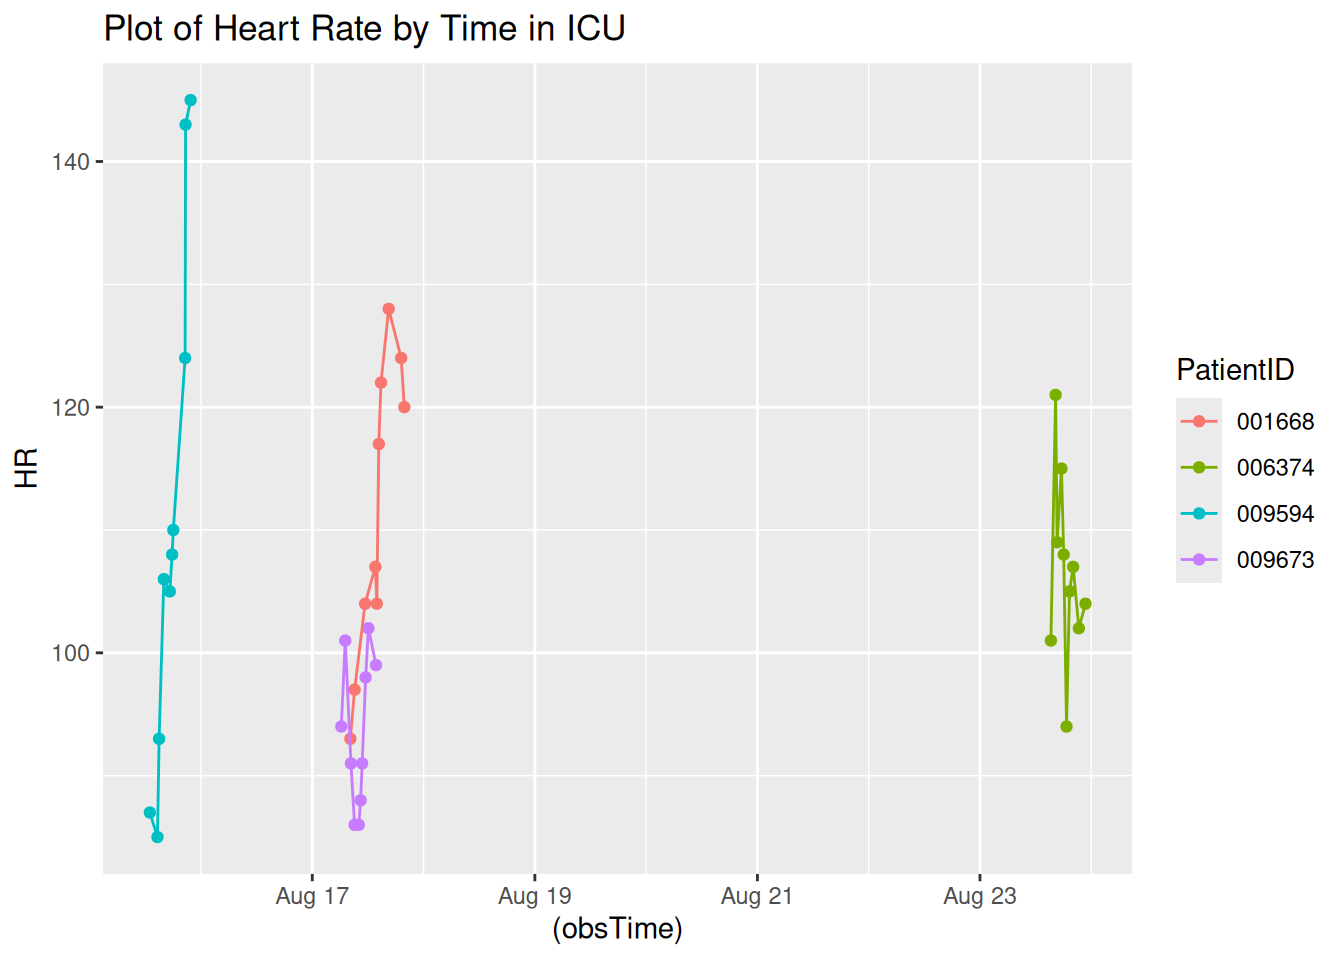 Plot of Heart Rate by Time in ICU
140
120
100
HR
Aug 17
Aug 19
Aug 21
Aug 23
(obsTime)
PatientID
001668
006374
009594
009673